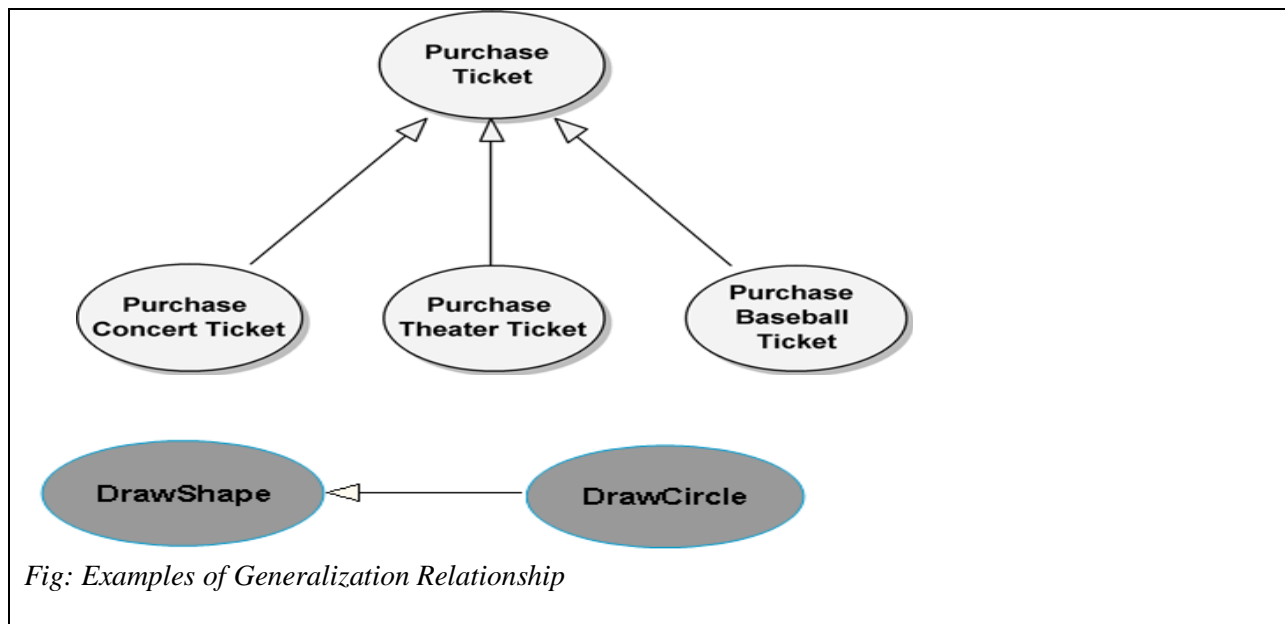 Purchase
Ticket
Purchase
Concert Ticket
Purchase
Theater Ticket
Purchase
Baseball
Ticket
DrawShape
DrawCircle
Fig: Examples of Generalization Relationship